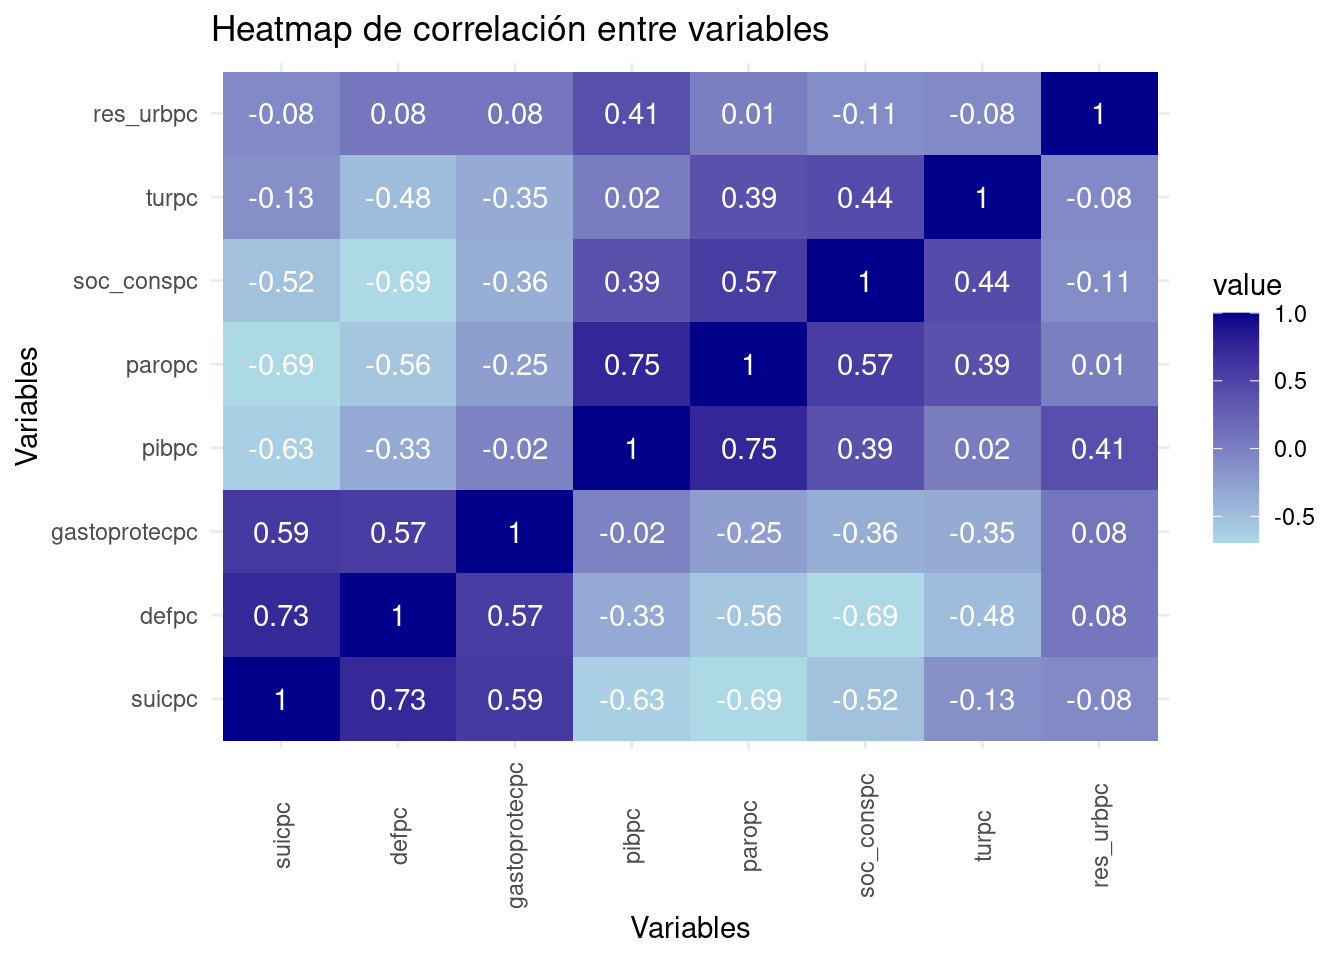 Heatmap de correlación entre variables
res_urbpc -0.08 0.08 0.08 0.41 0.01 -0.11 -0.08 1
turpc -0.13 -0.48 -0.35 0.02 0.39 0.44 1 -0.08
soc_conspc -0.52 -0.69 -0.36 0.39 0.57 1 0.44 -0.11
paropc -0.69 -0.56 -0.25 0.75 1 0.57 0.39 0.01
pibpc -0.63 -0.33 -0.02 1 0.75 0.39 0.02 0.41
gastoprotecpc 0.59 0.57 1 -0.02 -0.25 -0.36 -0.35 0.08
defpc 0.73 1 0.57 -0.33 -0.56 -0.69 -0.48 0.08
suicpc 1 0.73 0.59 -0.63 -0.69 -0.52 -0.13 -0.08
suicpc defpc gastoprotecpc pibpc paropc soc_conspc turpc res_urbpc
Variables
Variables
value
1.0
0.5
0.0
-0.5